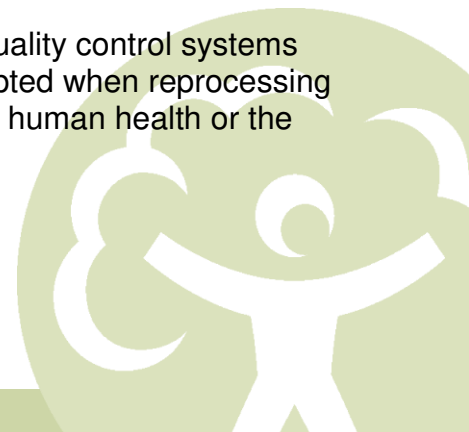 uality control systems
pted when reprocessing
human health or the